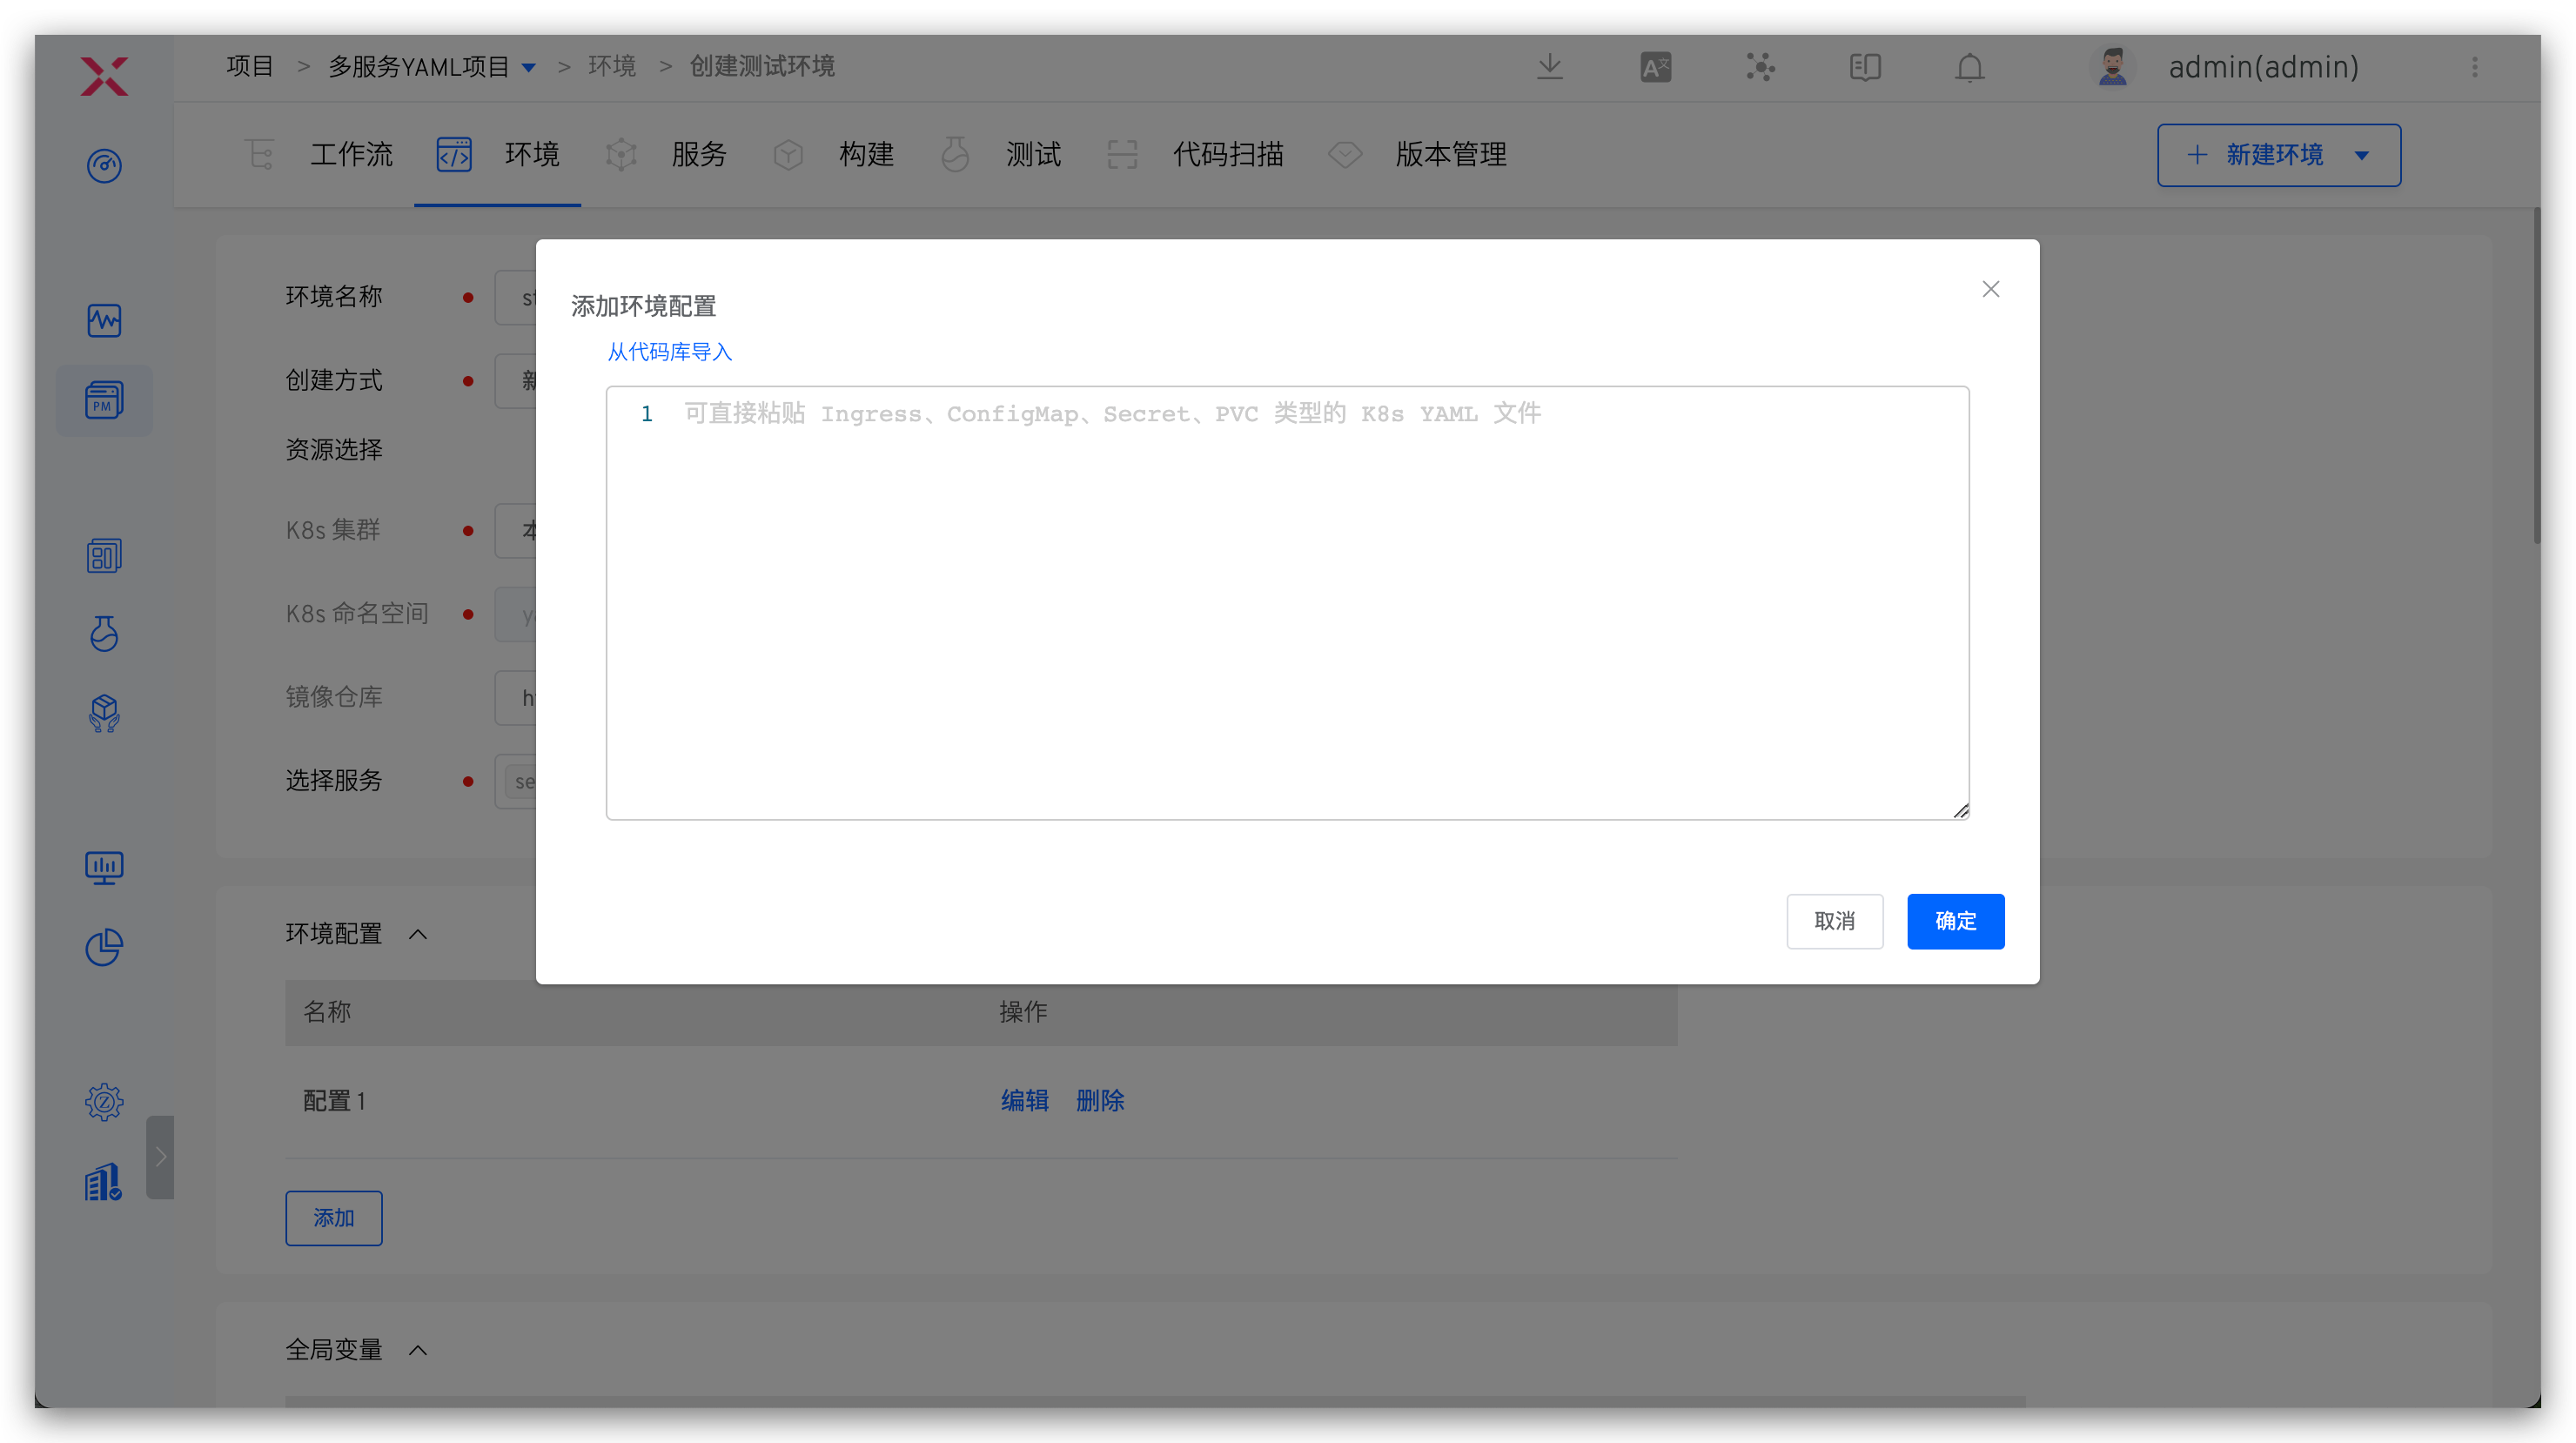 项目 > 多服务YAML项目 > 环境 > 创建测试环境
admin(admin)
工作流 环境 服务 构建 测试 代码扫描 版本管理
+ 新建环境
PM
环境名称
创建方式 新
资源选择
K8s 集群 本
K8s 命名空间
镜像仓库
选择服务
添加环境配置
从代码库导入
1 可直接粘贴 Ingress、ConfigMap、Secret、PVC 类型的 K8s YAML 文件
取消 确定
环境配置
名称 操作
配置 1 编辑 删除
添加
全局变量